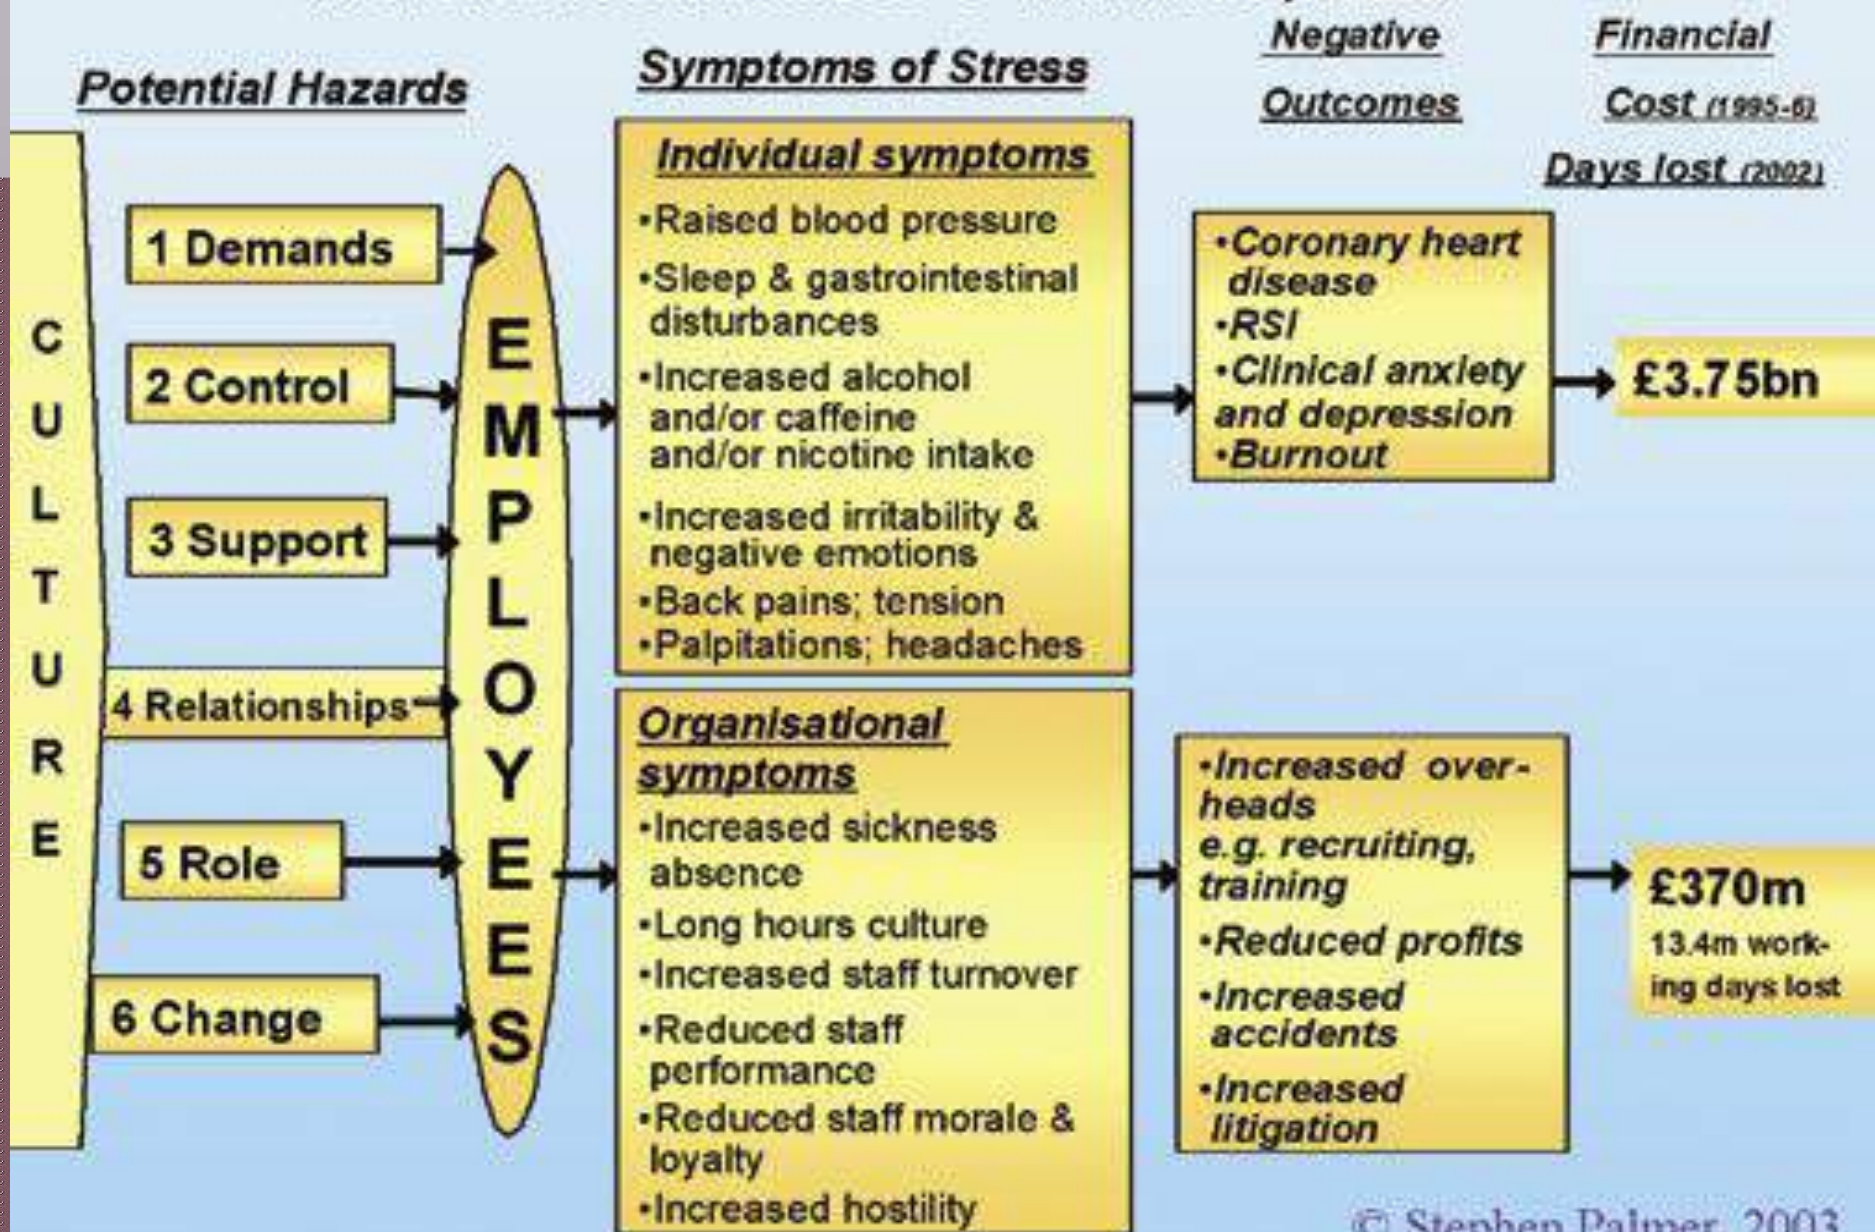 Potential Hazards
Symptoms of Stress
Negative
Outcomes
Financial
Cost (1995-6)
Days lost (2002)
CULTURE
1 Demands
2 Control
3 Support
4 Relationships
5 Role
6 Change
EMPLOYEES
Individual symptoms
•Raised blood pressure
•Sleep & gastrointestinal
disturbances
•Increased alcohol
and/or caffeine
and/or nicotine intake
•Increased irritability &
negative emotions
•Back pains; tension
•Palpitations; headaches
Organisational
symptoms
•Increased sickness
absence
•Long hours culture
•Increased staff turnover
•Reduced staff
performance
•Reduced staff morale &
loyalty
•Increased hostility
•Coronary heart
disease
•RSI
•Clinical anxiety
and depression
•Burnout
•Increased over-
heads
e.g. recruiting,
training
•Reduced profits
•Increased
accidents
•Increased
litigation
£3.75bn
£370m
13.4m work-
ing days lost
© Stephen Palmer, 2003